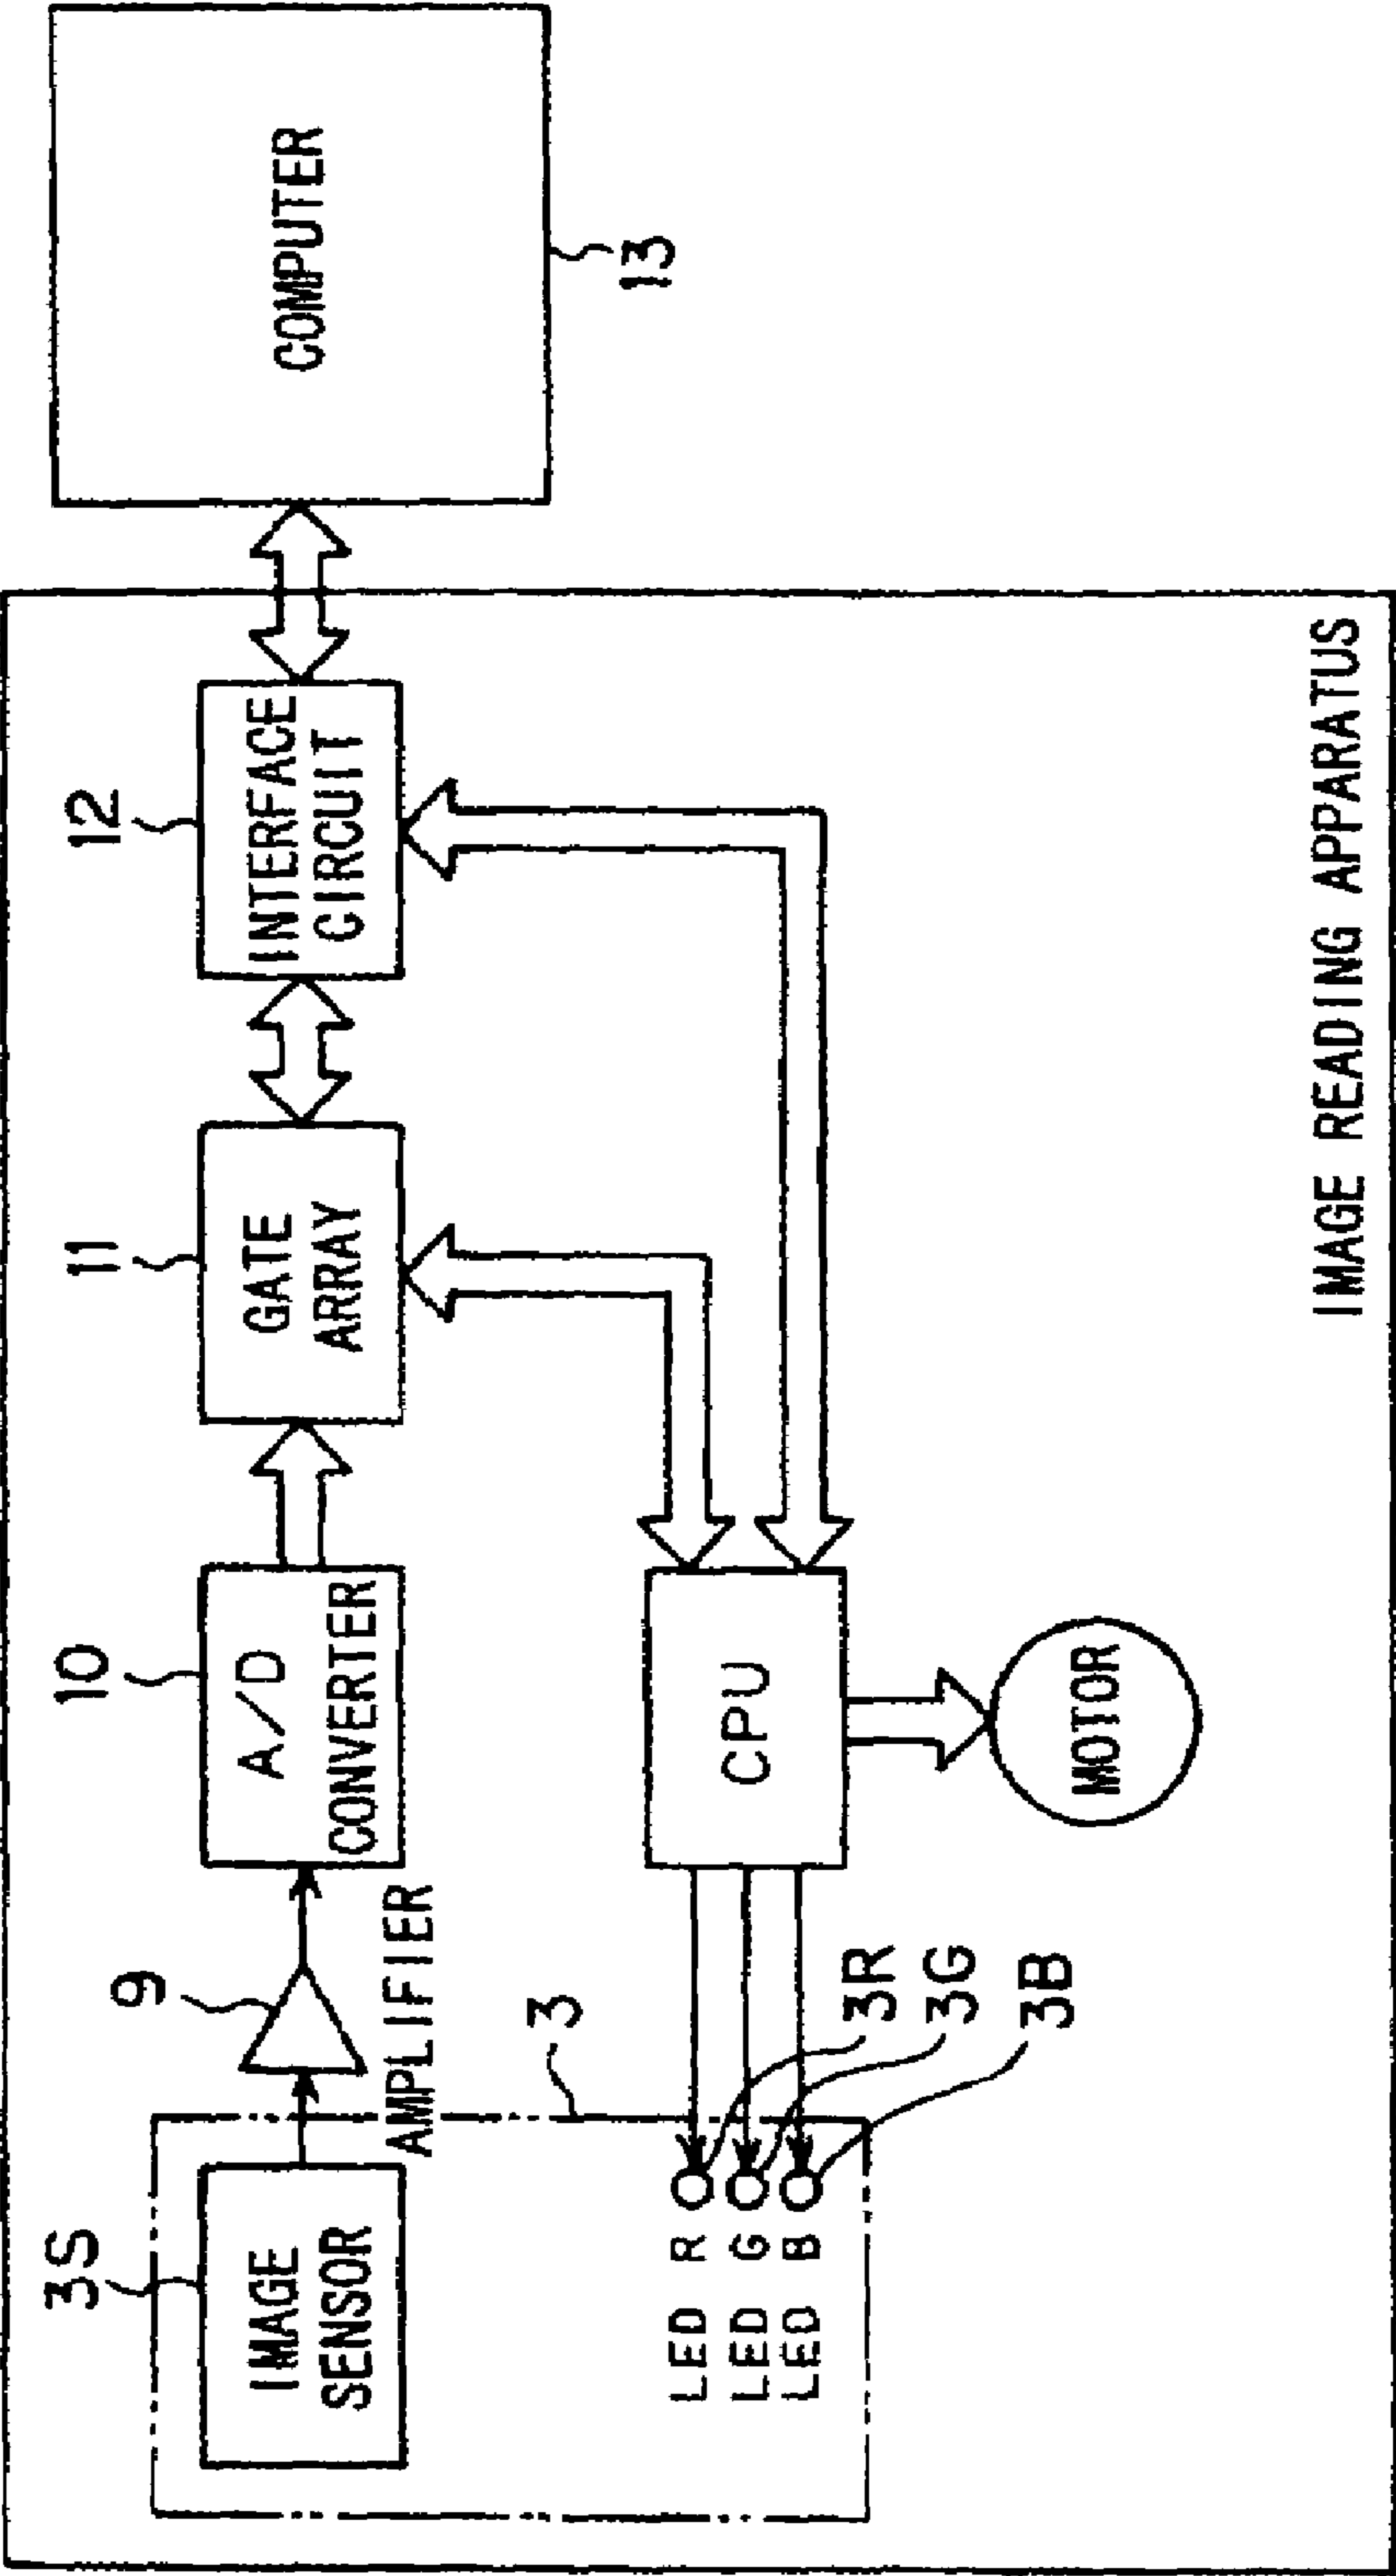 3S
IMAGE
SENSOR
9
AMPLIFIER
10
A/D
CONVERTER
11
GATE
ARRAY
12
INTERFACE
CIRCUIT
COMPUTER
13
3
LED R
LED G
LED B
3R
3G
3B
CPU
MOTOR
IMAGE READING APPARATUS